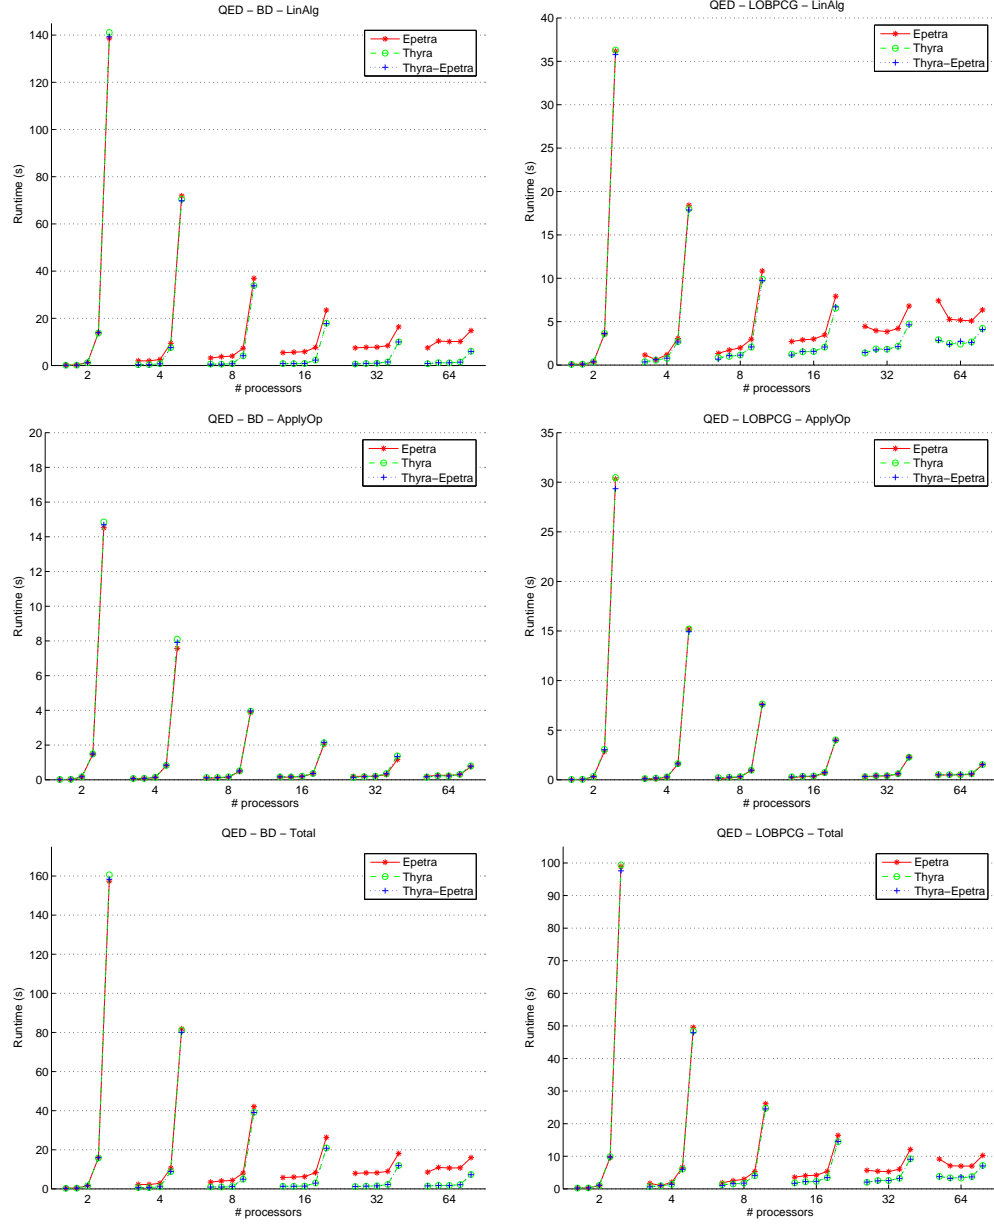 QED – BD – LinAlg
Epetra
Thyra
Thyra–Epetra
140
120
100
80
60
40
20
0
Runtime (s)
2 4 8 16 32 64
# processors
QED – LOBPCG – LinAlg
Epetra
Thyra
Thyra–Epetra
40
35
30
25
20
15
10
5
0
Runtime (s)
2 4 8 16 32 64
# processors
QED – BD – ApplyOp
Epetra
Thyra
Thyra–Epetra
20
18
16
14
12
10
8
6
4
2
0
Runtime (s)
2 4 8 16 32 64
# processors
QED – LOBPCG – ApplyOp
Epetra
Thyra
Thyra–Epetra
35
30
25
20
15
10
5
0
Runtime (s)
2 4 8 16 32 64
# processors
QED – BD – Total
Epetra
Thyra
Thyra–Epetra
160
140
120
100
80
60
40
20
0
Runtime (s)
2 4 8 16 32 64
# processors
QED – LOBPCG – Total
Epetra
Thyra
Thyra–Epetra
100
90
80
70
60
50
40
30
20
10
0
Runtime (s)
2 4 8 16 32 64
# processors